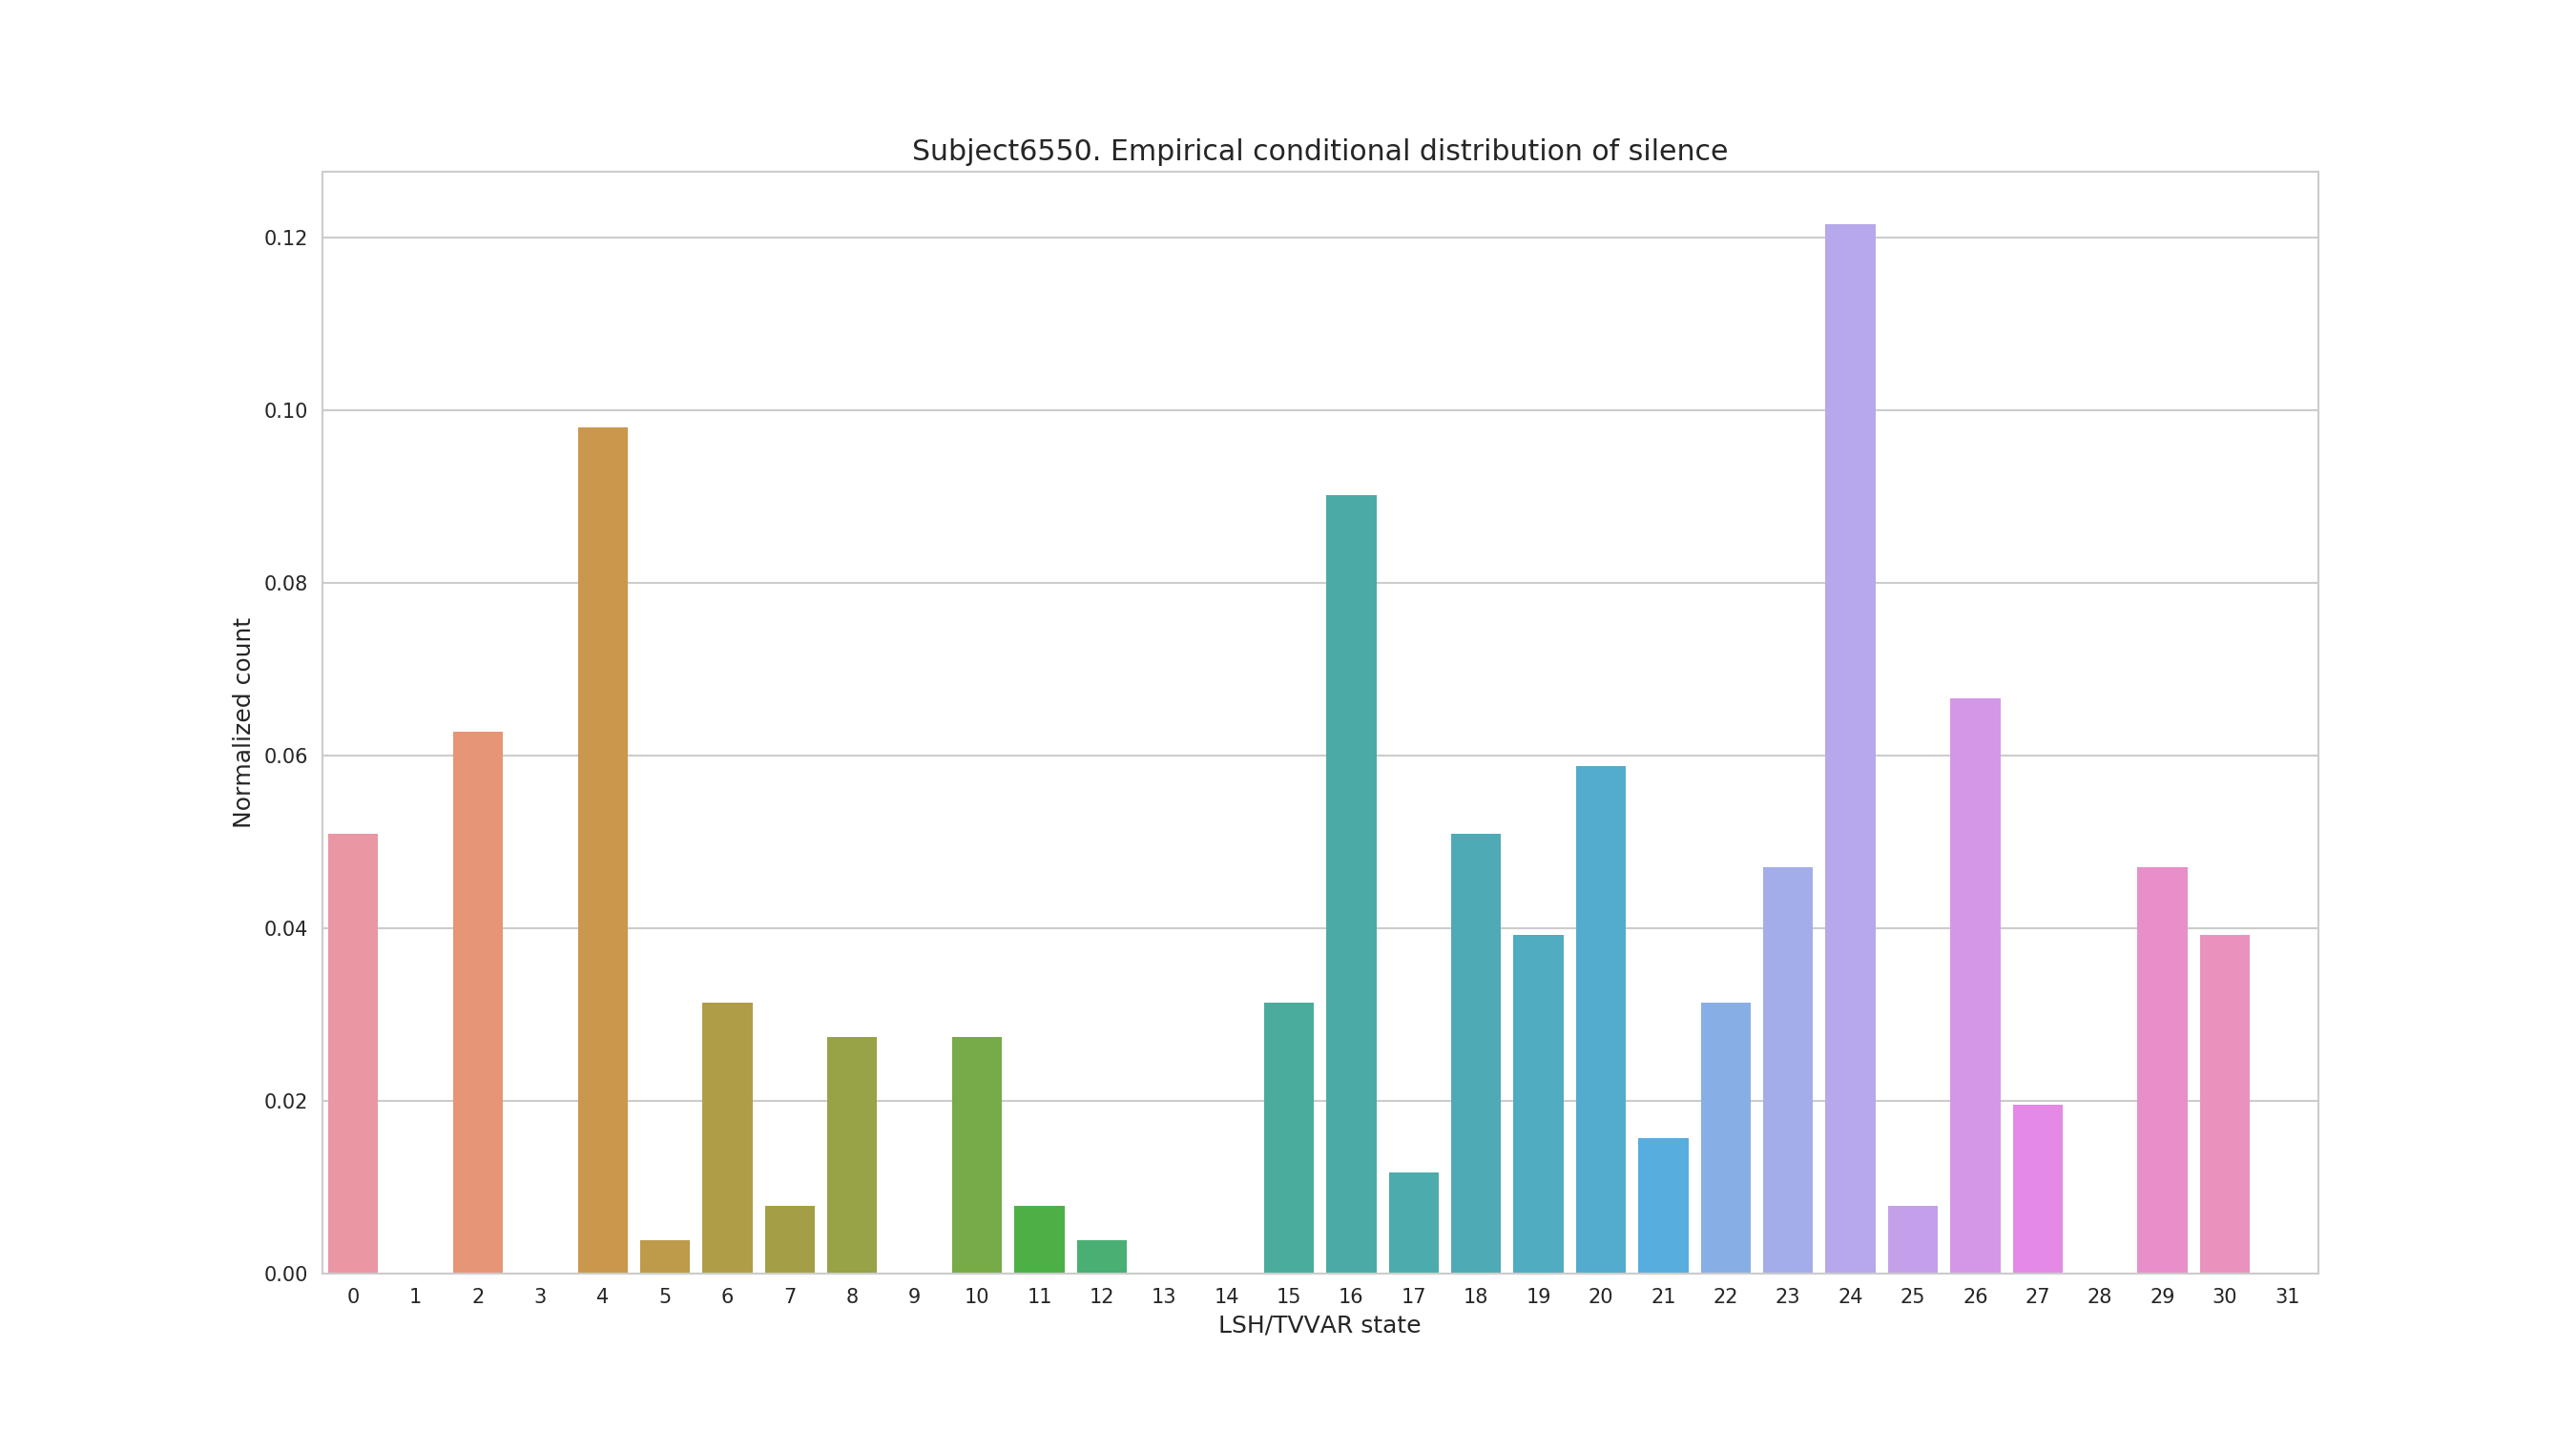 Subject6550. Empirical conditional distribution of silence
Normalized count
0.12
0.10
0.08
0.06
0.04
0.02
0.00
0 1 2 3 4 5 6 7 8 9 10 11 12 13 14 15 16 17 18 19 20 21 22 23 24 25 26 27 28 29 30 31
LSH/TVVAR state